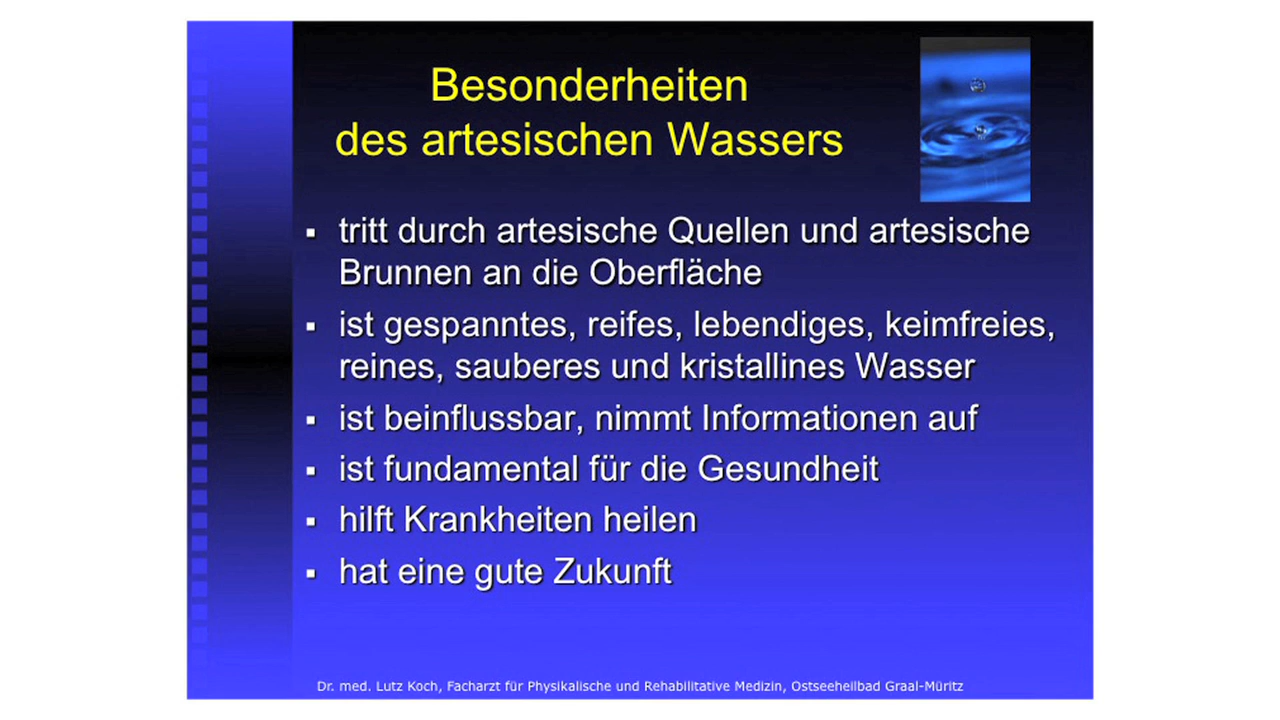 Besonderheiten
des artesischen Wassers
▪ tritt durch artesische Quellen und artesische
Brunnen an die Oberfläche
▪ ist gespanntes, reifes, lebendiges, keimfreies,
reines, sauberes und kristallines Wasser
▪ ist beinflussbar, nimmt Informationen auf
▪ ist fundamental für die Gesundheit
▪ hilft Krankheiten heilen
▪ hat eine gute Zukunft
Dr. med. Lutz Koch, Facharzt für Physikalische und Rehabilitative Medizin, Ostseeheilbad Graal-Müritz